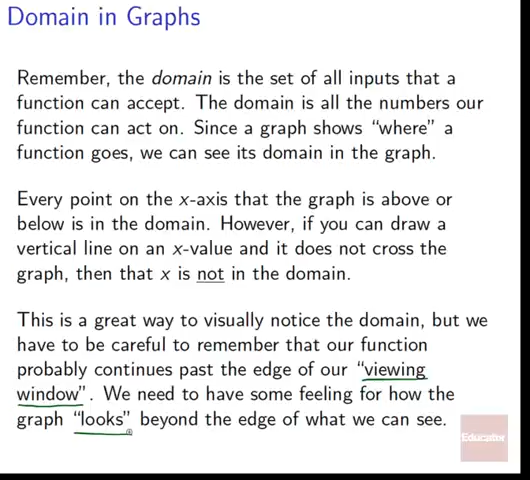 Domain in Graphs
Remember, the domain is the set of all inputs that a
function can accept. The domain is all the numbers our
function can act on. Since a graph shows “where” a
function goes, we can see its domain in the graph.
Every point on the x-axis that the graph is above or
below is in the domain. However, if you can draw a
vertical line on an x-value and it does not cross the
graph, then that x is not in the domain.
This is a great way to visually notice the domain, but we
have to be careful to remember that our function
probably continues past the edge of our “viewing
window”. We need to have some feeling for how the
graph “looks” beyond the edge of what we can see.
Educator